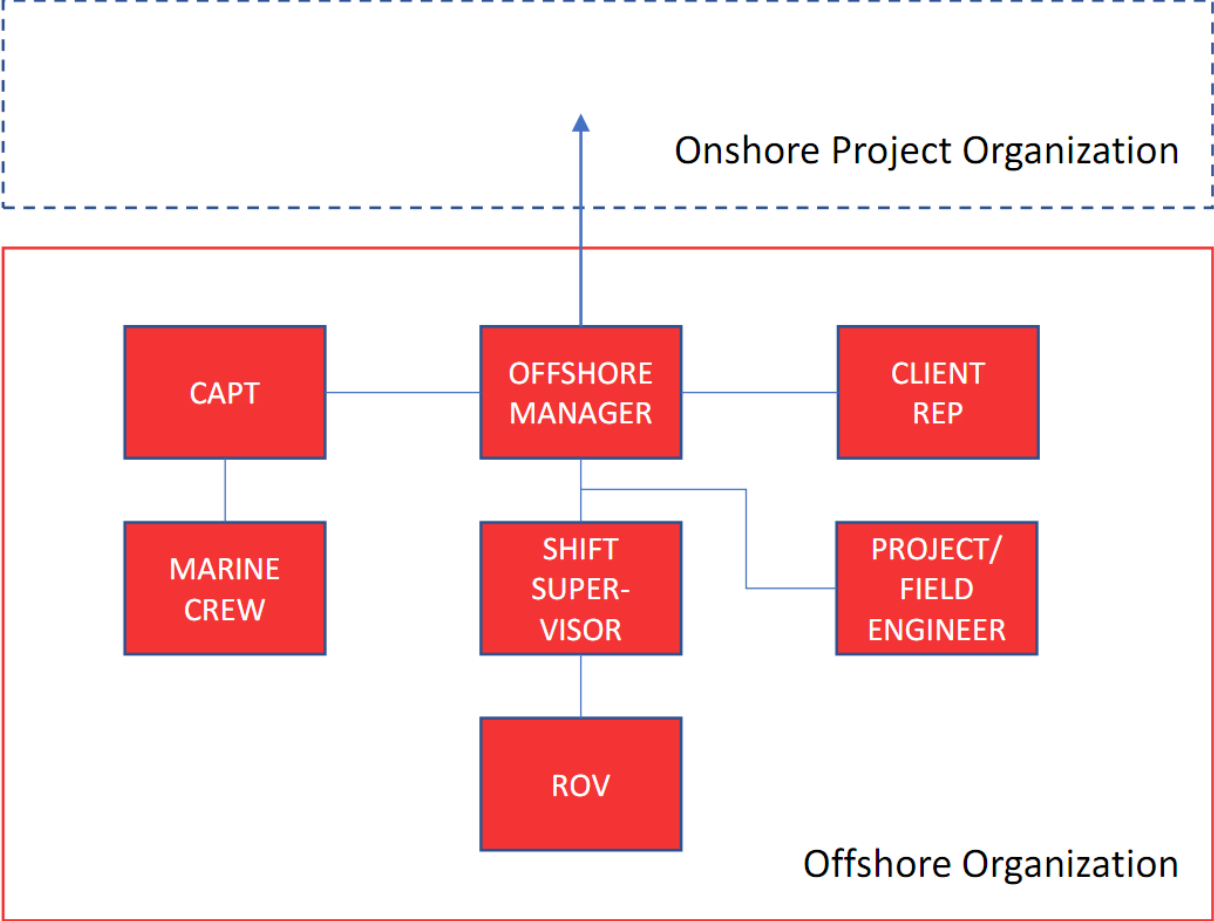 Onshore Project Organization
CAPT
OFFSHORE
MANAGER
CLIENT
REP
MARINE
CREW
SHIFT
SUPER-
VISOR
PROJECT/
FIELD
ENGINEER
ROV
Offshore Organization